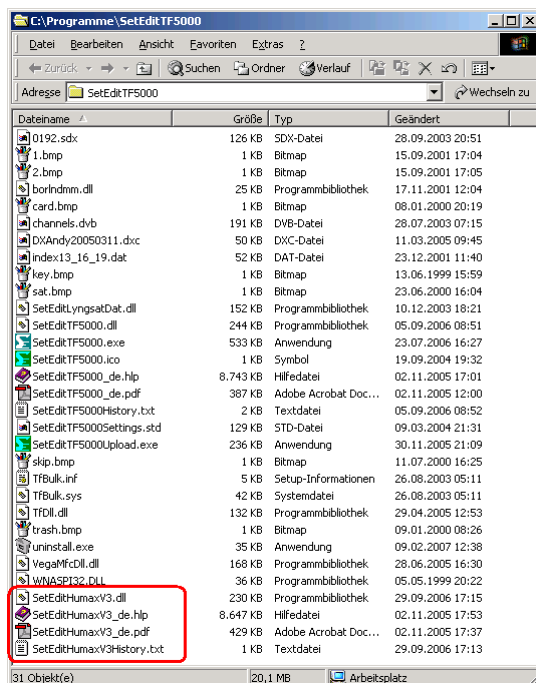 C:\Programme\SetEditTF5000
Datei Bearbeiten Ansicht Favoriten Extras ?
Zurück Suchen Ordner Verlauf
Adresse SetEditTF5000 Wechseln zu
Dateiname Größe Typ Geändert
0192.sdx 126 KB SDX-Datei 28.09.2003 20:51
1.bmp 1 KB Bitmap 15.09.2001 17:04
2.bmp 1 KB Bitmap 15.09.2001 17:05
borlndmm.dll 25 KB Programmbibliothek 17.11.2001 12:04
card.bmp 1 KB Bitmap 08.01.2000 20:19
channels.dvb 191 KB DVB-Datei 28.07.2003 07:15
DXAndy20050311.dxc 50 KB DXC-Datei 11.03.2005 09:45
index13_16_19.dat 52 KB DAT-Datei 23.12.2001 11:40
key.bmp 1 KB Bitmap 13.06.1999 15:59
sat.bmp 1 KB Bitmap 23.06.2000 16:04
SetEditLyngsatDat.dll 152 KB Programmbibliothek 10.12.2003 18:21
SetEditTF5000.dll 244 KB Programmbibliothek 05.09.2006 08:51
SetEditTF5000.exe 533 KB Anwendung 23.07.2006 16:27
SetEditTF5000.ico 1 KB Symbol 19.09.2004 19:32
SetEditTF5000_de.hlp 8.743 KB Hilfedatei 02.11.2005 17:01
SetEditTF5000_de.pdf 387 KB Adobe Acrobat Doc... 02.11.2005 12:00
SetEditTF5000History.txt 2 KB Textdatei 05.09.2006 08:52
SetEditTF5000Settings.std 129 KB STD-Datei 09.03.2004 21:31
SetEditTF5000Upload.exe 236 KB Anwendung 30.11.2005 21:09
skip.bmp 1 KB Bitmap 11.07.2000 16:25
TfBulk.inf 5 KB Setup-Informationen 26.08.2003 05:11
TfBulk.sys 42 KB Systemdatei 26.08.2003 05:11
TfDll.dll 132 KB Programmbibliothek 29.04.2005 12:53
trash.bmp 1 KB Bitmap 09.01.2000 08:26
uninstall.exe 35 KB Anwendung 09.02.2007 12:38
VegaMfcDll.dll 168 KB Programmbibliothek 28.06.2005 16:30
WNASPI32.DLL 36 KB Programmbibliothek 05.05.1999 20:22
SetEditHumaxV3.dll 230 KB Programmbibliothek 29.09.2006 17:15
SetEditHumaxV3_de.hlp 8.647 KB Hilfedatei 02.11.2005 17:53
SetEditHumaxV3_de.pdf 429 KB Adobe Acrobat Doc... 02.11.2005 17:37
SetEditHumaxV3History.txt 1 KB Textdatei 29.09.2006 17:13
31 Objekt(e) 20,1 MB Arbeitsplatz